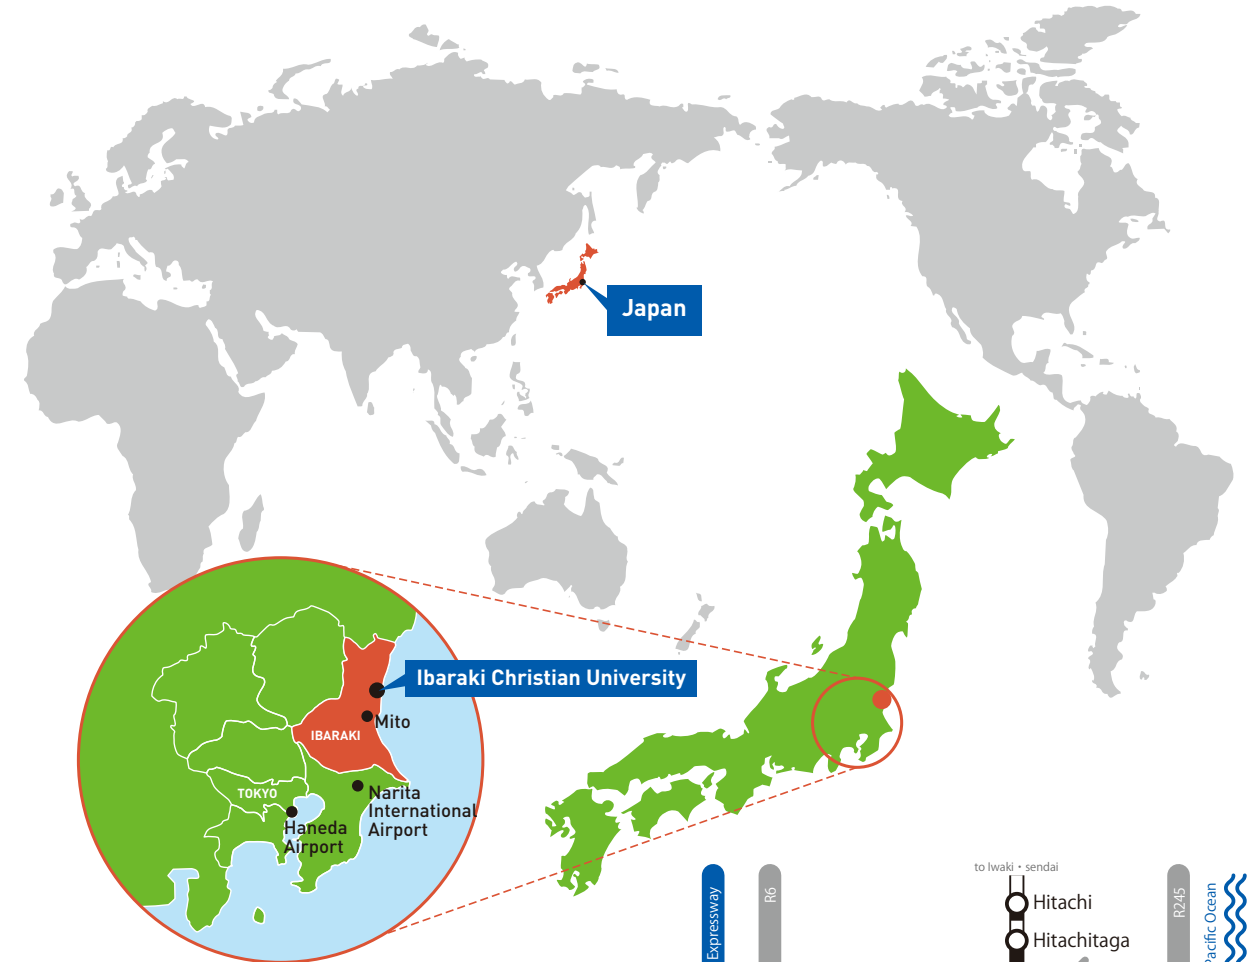 Japan
Ibaraki Christian University
Mito
IBARAKI
TOKYO
Narita
International
Airport
Haneda
Airport
Expressway
R6
to Iwaki・sendai
Hitachi
Hitachitaga
R245
Pacific Ocean